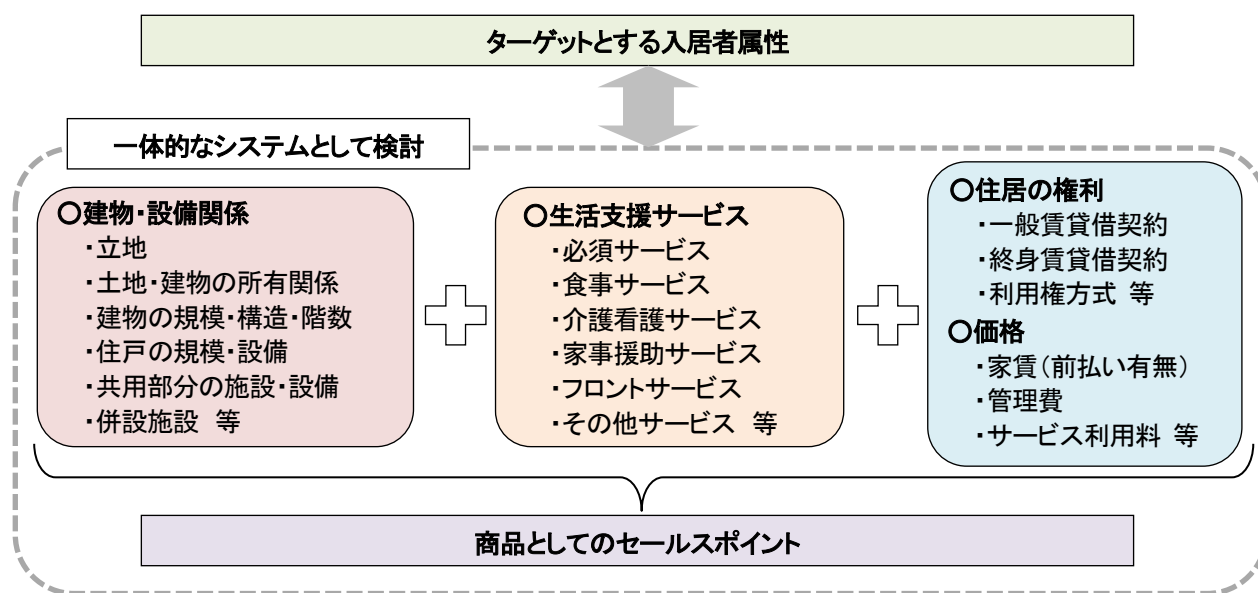 ターゲットとする入居者属性
一体的なシステムとして検討
○建物・設備関係
・立地
・土地・建物の所有関係
・建物の規模・構造・階数
・住戸の規模・設備
・共用部分の施設・設備
・併設施設 等
○生活支援サービス
・必須サービス
・食事サービス
・介護看護サービス
・家事援助サービス
・フロントサービス
・その他サービス 等
○住居の権利
・一般賃貸借契約
・終身賃貸借契約
・利用権方式 等
○価格
・家賃(前払い有無)
・管理費
・サービス利用料 等
商品としてのセールスポイント